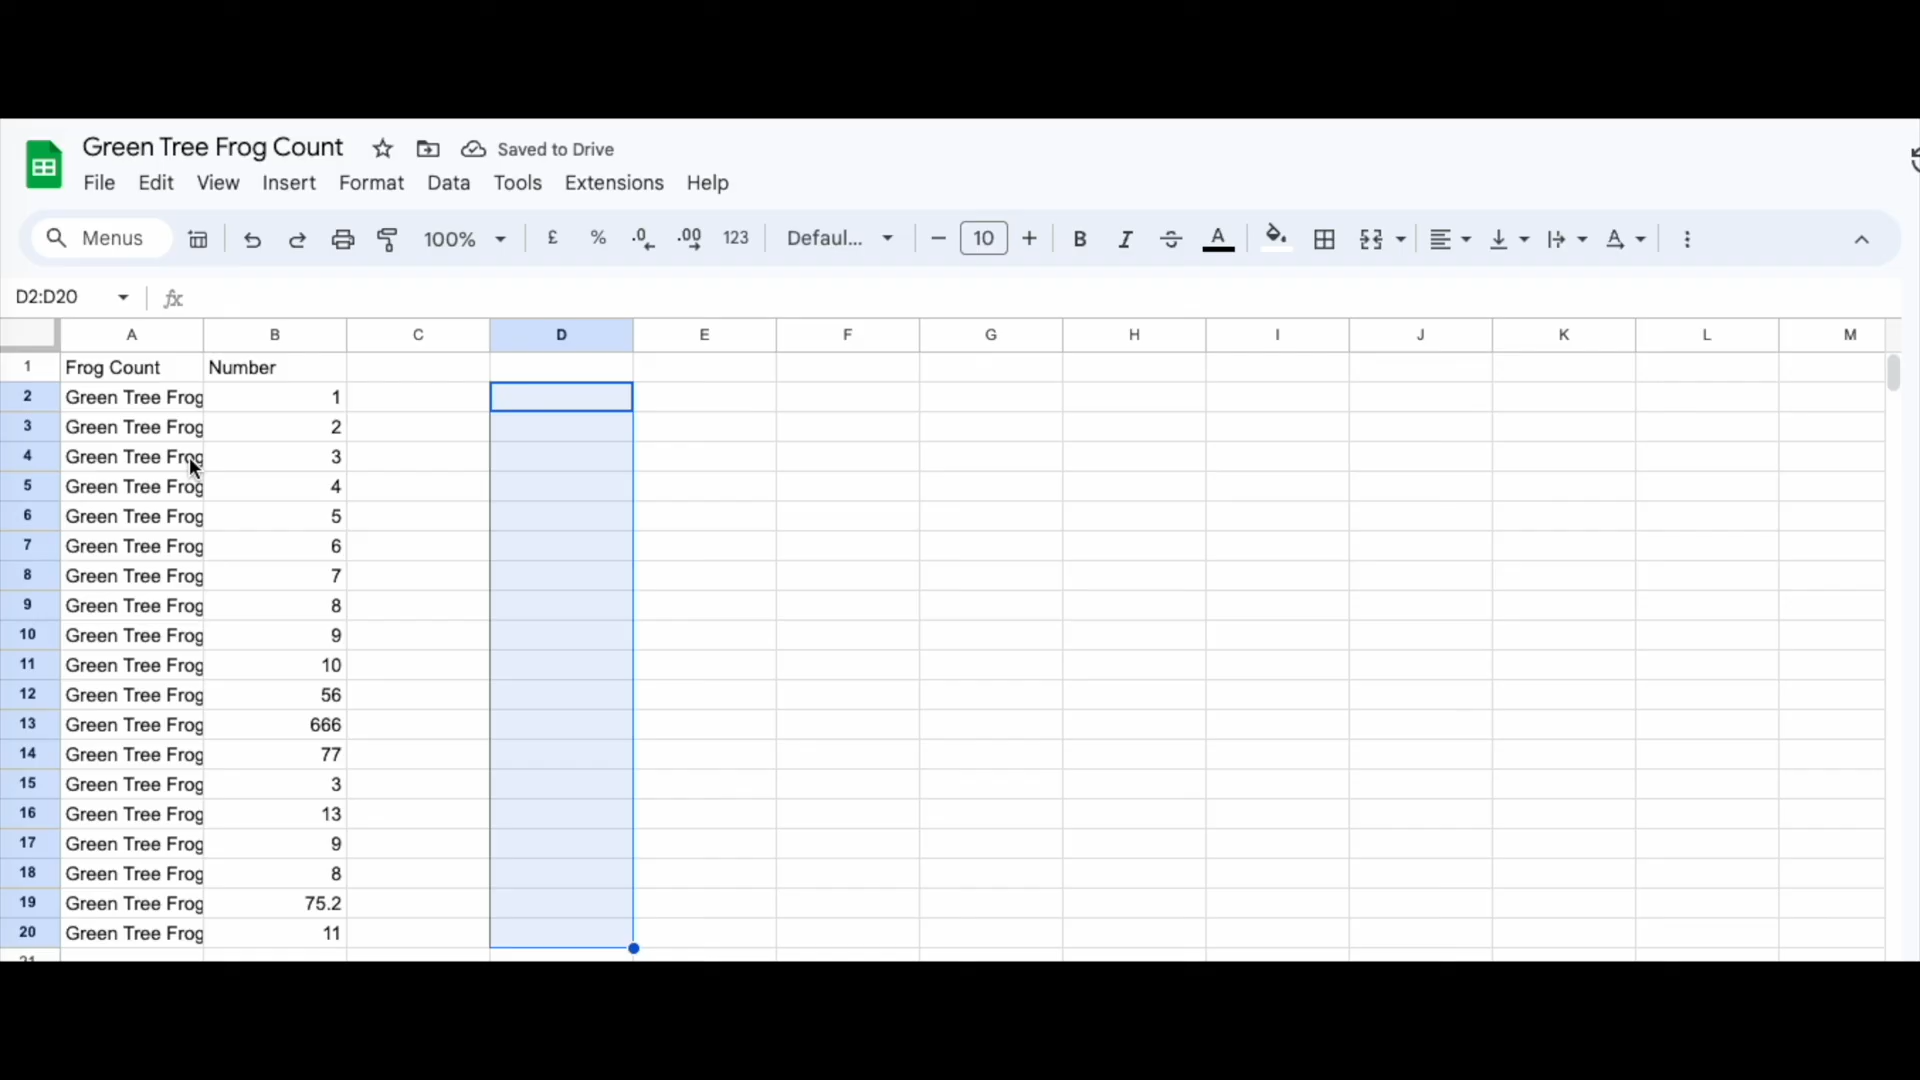 Green Tree Frog Count Saved to Drive
File Edit View Insert Format Data Tools Extensions Help
Menus 100% £ % .0 .00 123 Defaul... 10 B I S A A
D2:D20 fx
A B C D E F G H I J K L M
1 Frog Count Number
2 Green Tree Frog 1
3 Green Tree Frog 2
4 Green Tree Frog 3
5 Green Tree Frog 4
6 Green Tree Frog 5
7 Green Tree Frog 6
8 Green Tree Frog 7
9 Green Tree Frog 8
10 Green Tree Frog 9
11 Green Tree Frog 10
12 Green Tree Frog 56
13 Green Tree Frog 666
14 Green Tree Frog 77
15 Green Tree Frog 3
16 Green Tree Frog 13
17 Green Tree Frog 9
18 Green Tree Frog 8
19 Green Tree Frog 75.2
20 Green Tree Frog 11